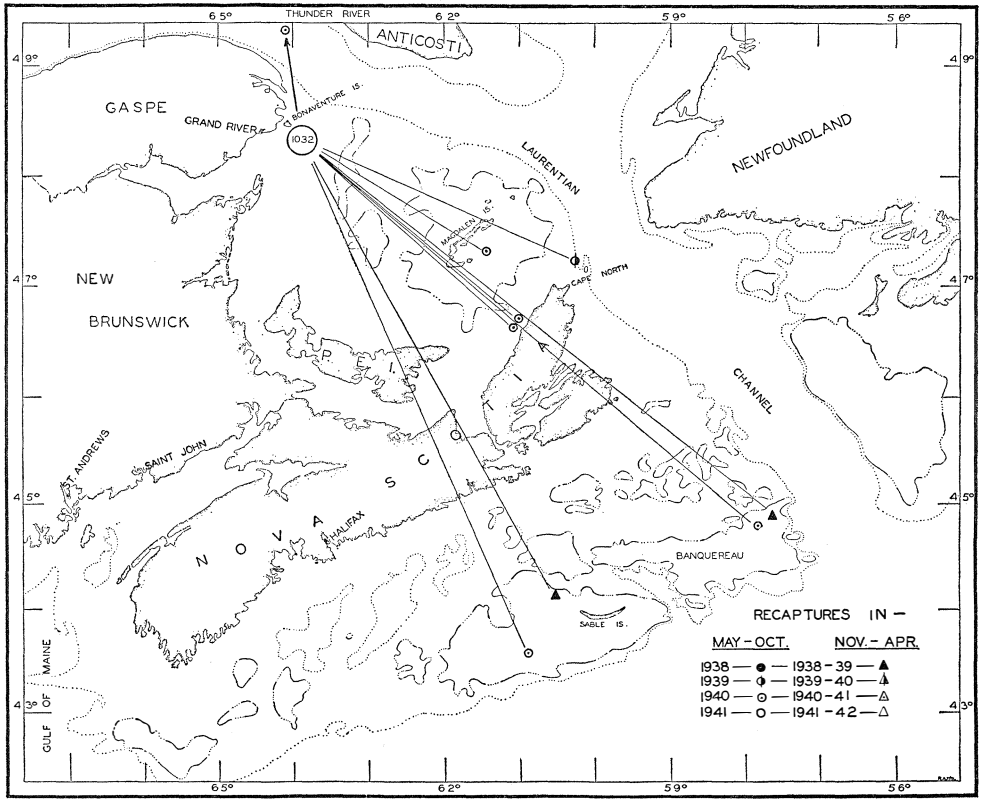 65° 62° 59° 56°
THUNDER RIVER
ANTICOSTI
49° 49°
GASPE
BONAVENTURE IS.
GRAND RIVER
1032
LAURENTIAN
NEWFOUNDLAND
MAGDALEN IS.
47° 47°
CAPE NORTH
NEW
BRUNSWICK
P. E. I.
CHANNEL
ST. ANDREWS
SAINT JOHN
45° 45°
NOVA SCOTIA
HALIFAX
BANQUEREAU
SABLE IS.
GULF OF MAINE
RECAPTURES IN —
MAY-OCT. NOV.-APR.
1938 — 1938-39 —
1939 — 1939-40 —
1940 — 1940-41 —
1941 — 1941-42 —
43° 43°
65° 62° 59° 56°